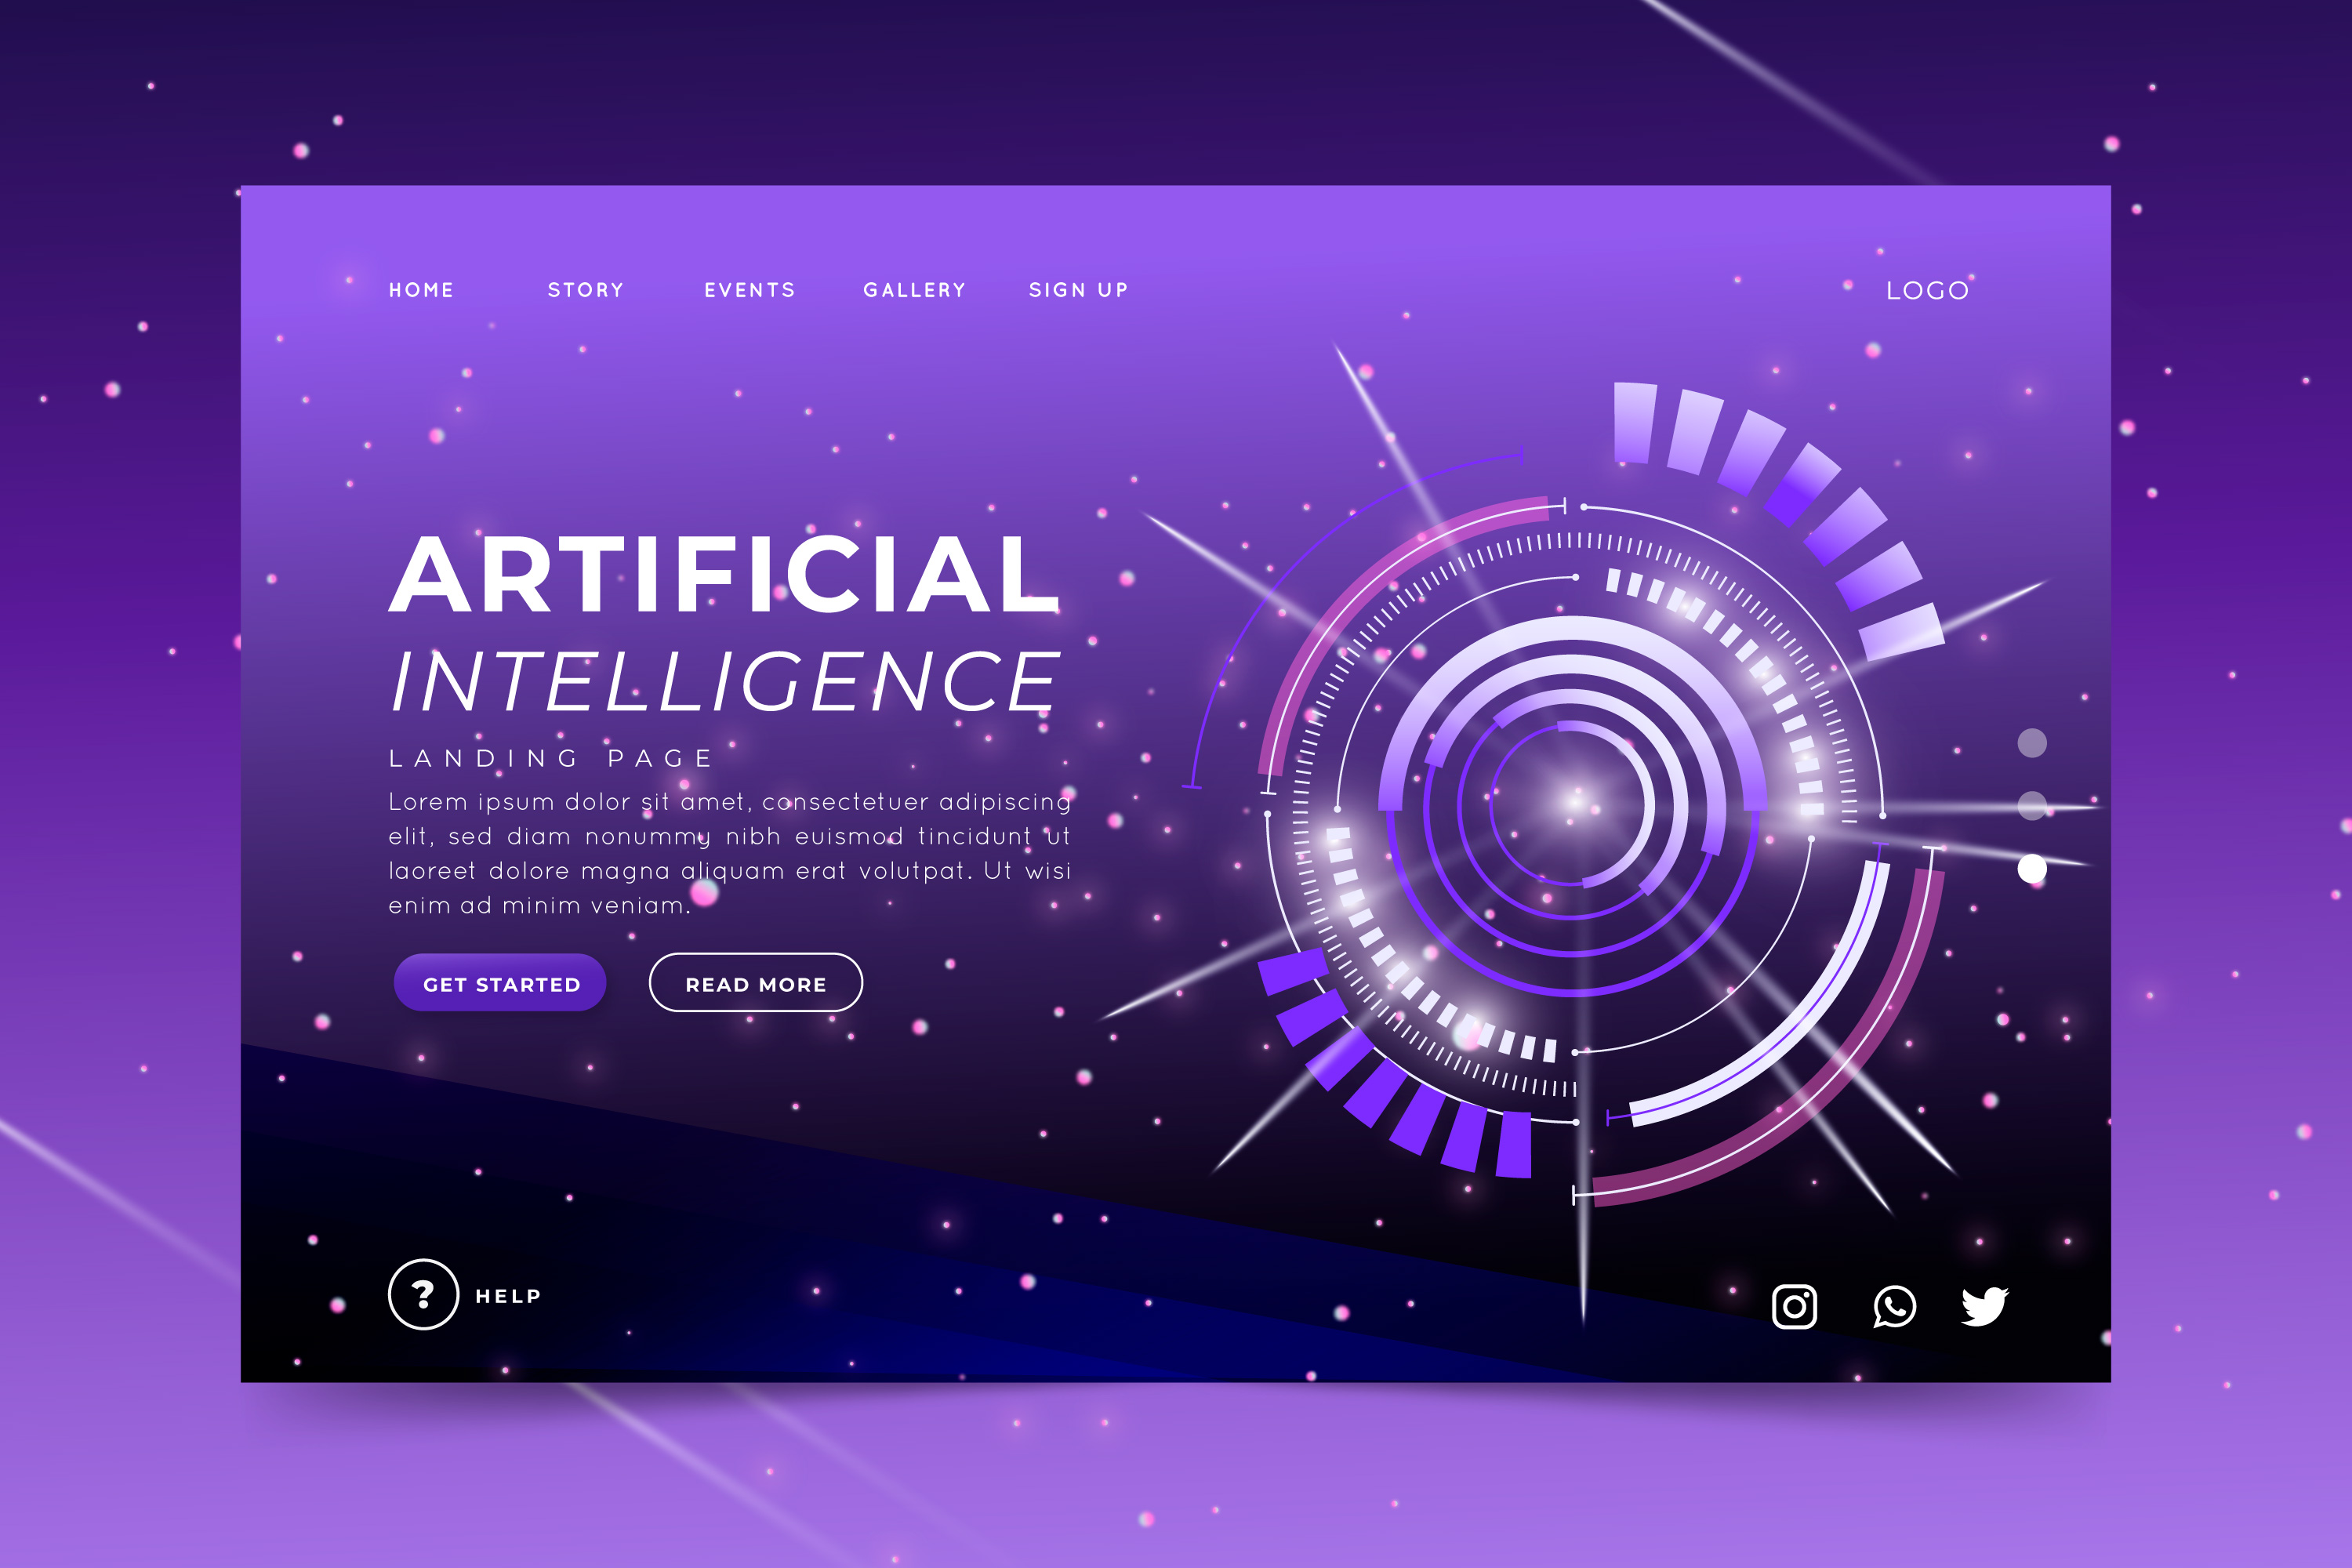 HOME STORY EVENTS GALLERY SIGN UP LOGO
ARTIFICIAL
INTELLIGENCE
LANDING PAGE
Lorem ipsum dolor sit amet, consectetuer adipiscing
elit, sed diam nonummy nibh euismod tincidunt ut
laoreet dolore magna aliquam erat volutpat. Ut wisi
enim ad minim veniam.
GET STARTED READ MORE
? HELP